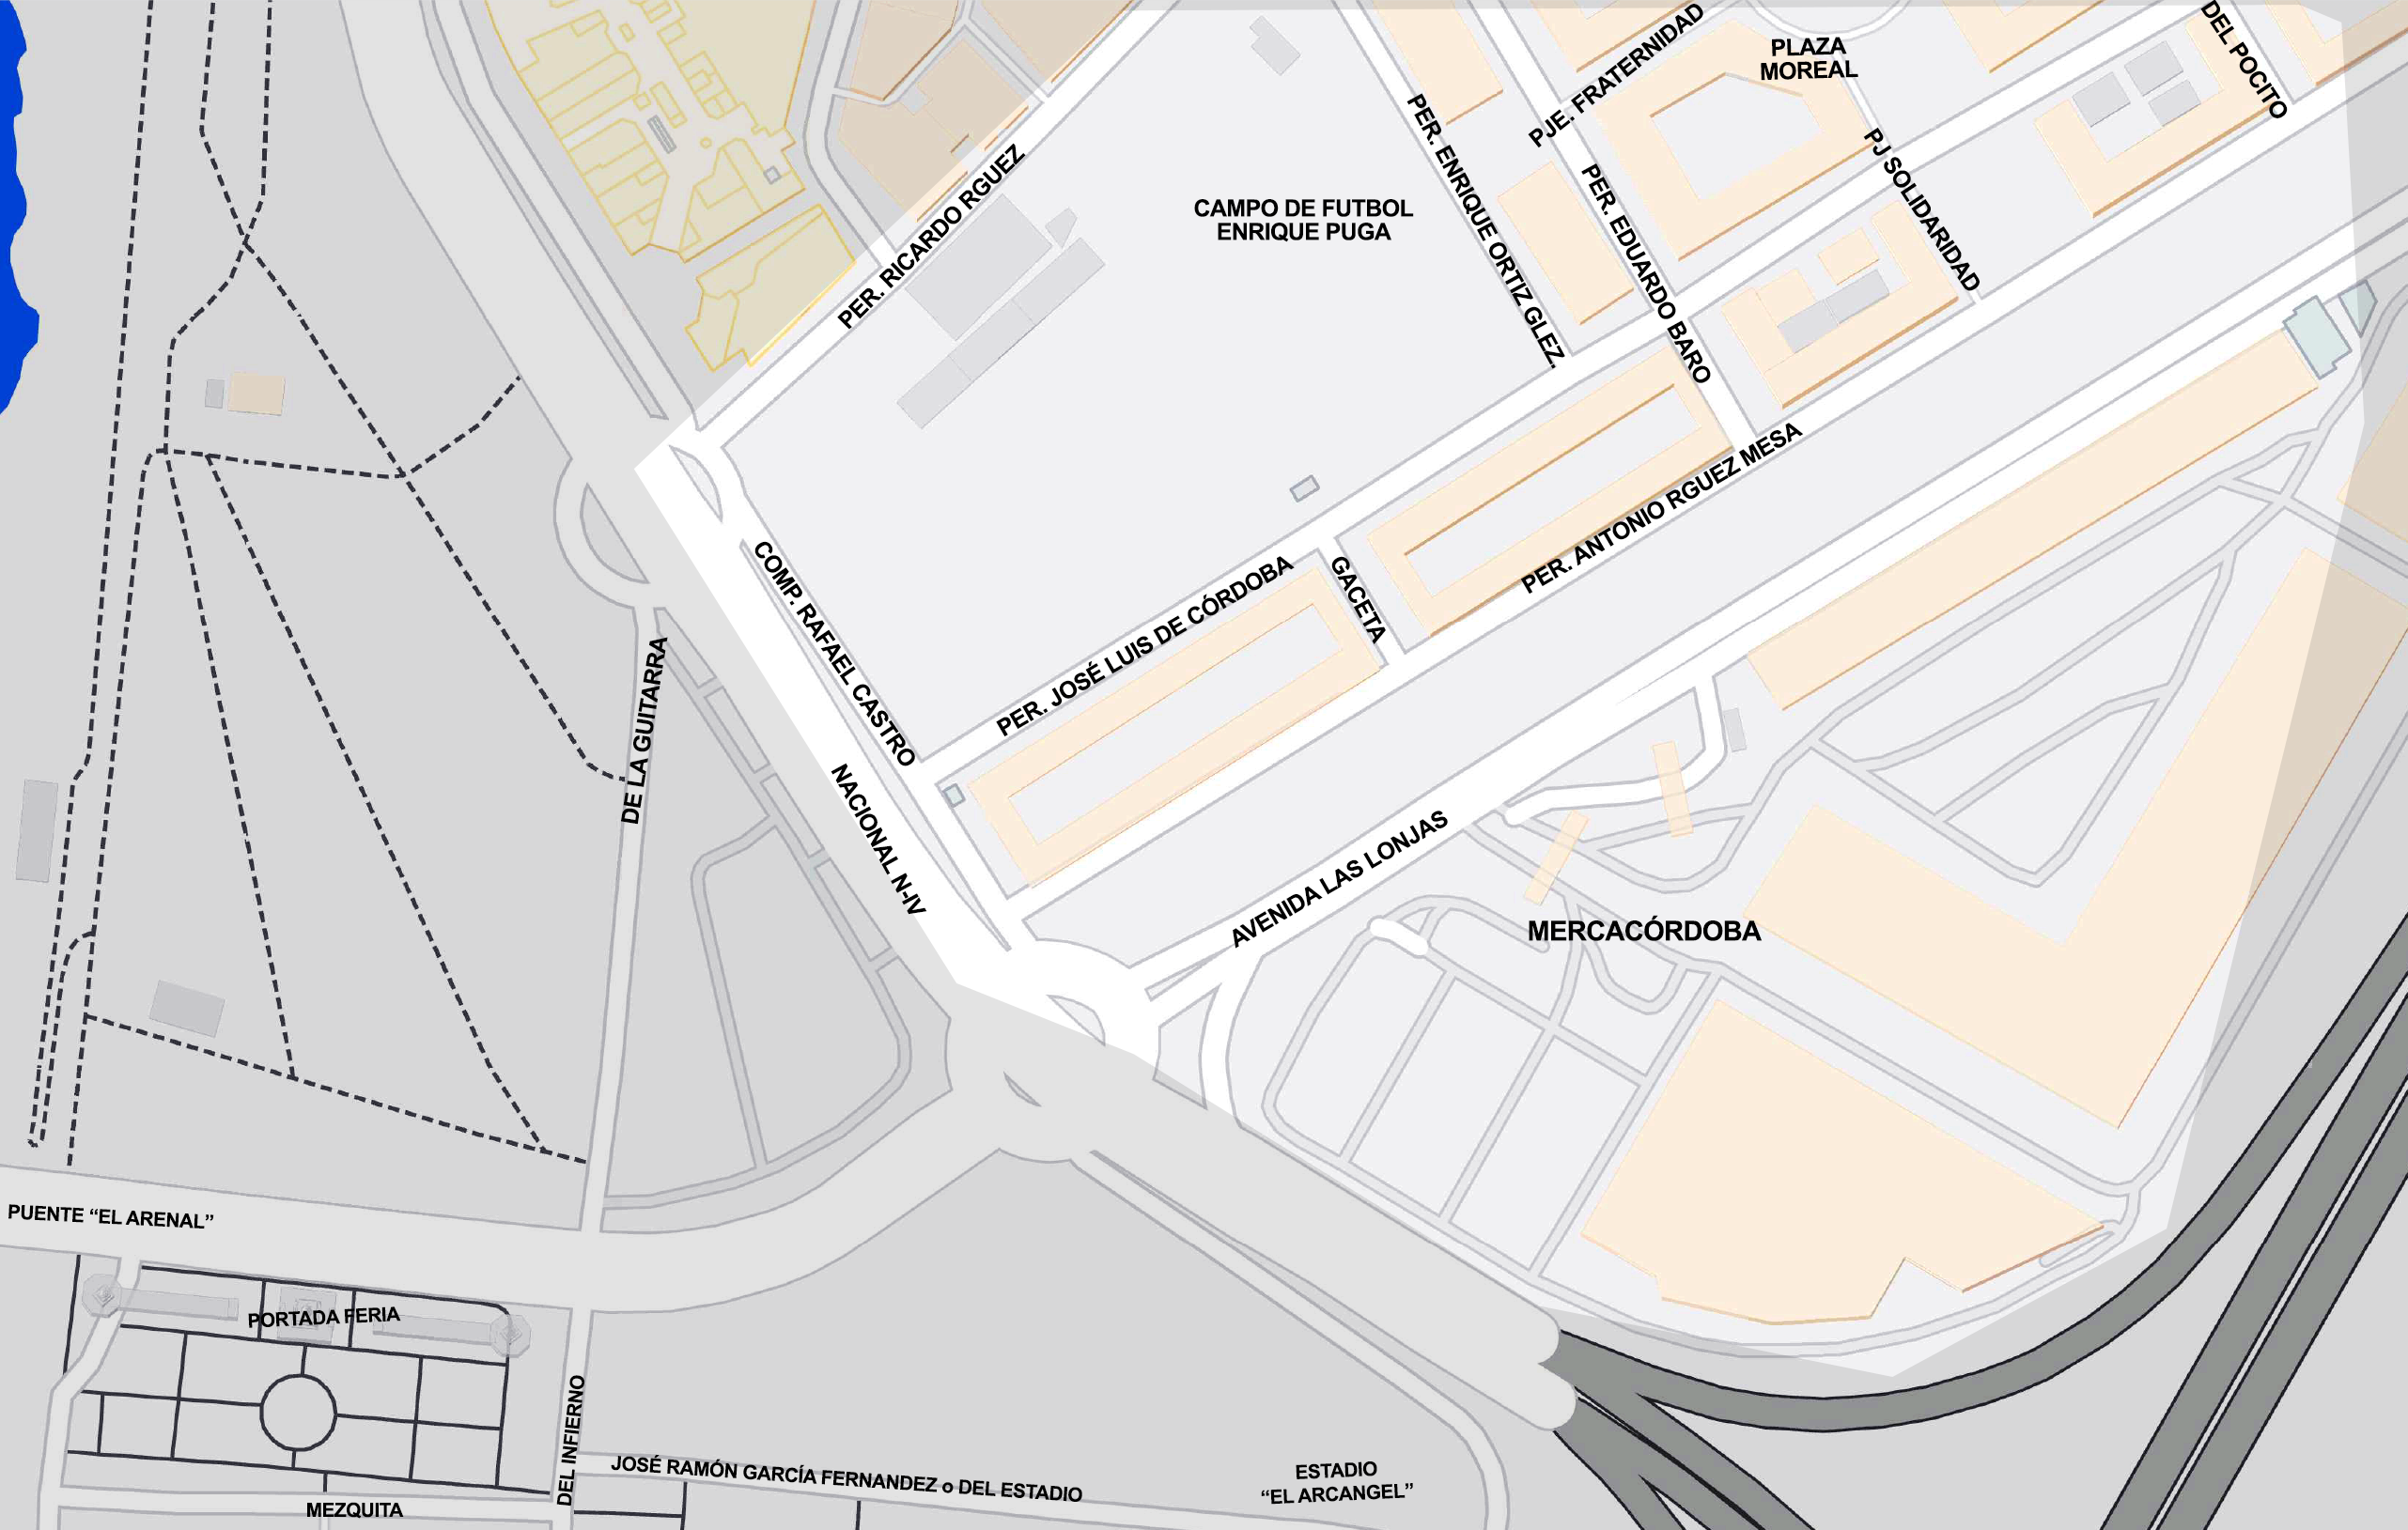 DEL POCITO
PJE. FRATERNIDAD
PLAZA
MOREAL
PER. ENRIQUE ORTIZ GLEZ.
PJ SOLIDARIDAD
PER. RICARDO RGUEZ
PER. EDUARDO BARO
CAMPO DE FUTBOL
ENRIQUE PUGA
PER. ANTONIO RGUEZ MESA
COMP. RAFAEL CASTRO
PER. JOSÉ LUIS DE CÓRDOBA
GACETA
DE LA GUITARRA
NACIONAL N-IV
AVENIDA LAS LONJAS
MERCACÓRDOBA
PUENTE “EL ARENAL”
PORTADA FERIA
DEL INFIERNO
JOSÉ RAMÓN GARCÍA FERNANDEZ o DEL ESTADIO
ESTADIO
“EL ARCANGEL”
MEZQUITA